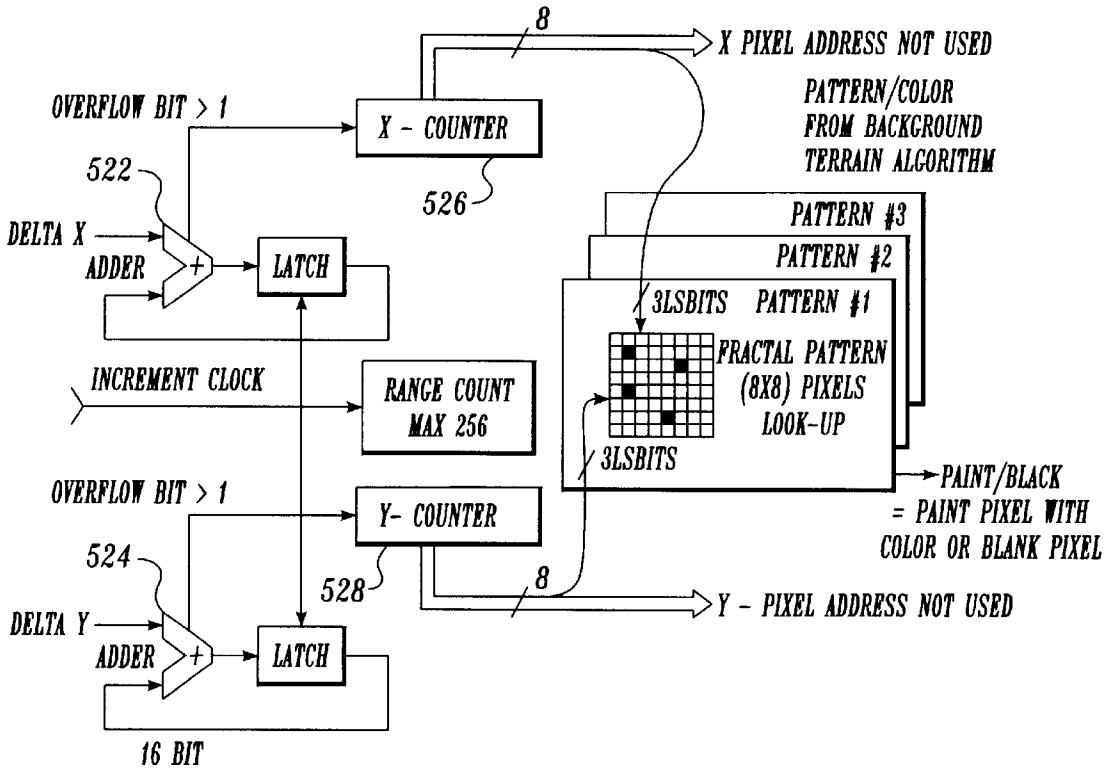 8
X PIXEL ADDRESS NOT USED
OVERFLOW BIT > 1
X - COUNTER
PATTERN/COLOR
FROM BACKGROUND
TERRAIN ALGORITHM
522
526
PATTERN #3
DELTA X
PATTERN #2
ADDER
+
LATCH
3LSBITS
PATTERN #1
INCREMENT CLOCK
RANGE COUNT
MAX 256
FRACTAL PATTERN
(8X8) PIXELS
LOOK-UP
3LSBITS
OVERFLOW BIT > 1
Y- COUNTER
PAINT/BLACK
= PAINT PIXEL WITH
COLOR OR BLANK PIXEL
524
528
8
Y - PIXEL ADDRESS NOT USED
DELTA Y
ADDER
+
LATCH
16 BIT